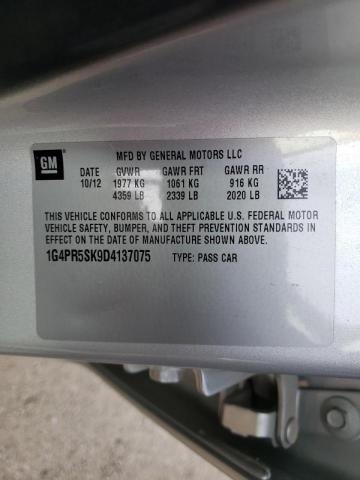 GM
MFD BY GENERAL MOTORS LLC
DATE GVWR GAWR FRT GAWR RR
10/12 1977 KG 1061 KG 916 KG
4359 LB 2339 LB 2020 LB
THIS VEHICLE CONFORMS TO ALL APPLICABLE U.S. FEDERAL MOTOR
VEHICLE SAFETY, BUMPER, AND THEFT PREVENTION STANDARDS
IN EFFECT ON THE DATE OF MANUFACTURE SHOWN ABOVE.
1G4PR5SK9D4137075 TYPE: PASS CAR